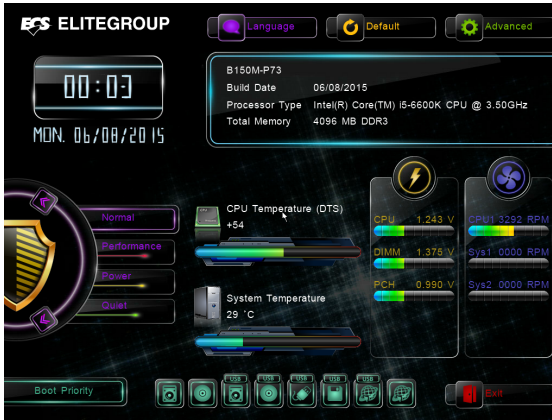 ECS ELITEGROUP
Language
Default
Advanced
00:03
MON. 06/08/2015
B150M-P73
Build Date 06/08/2015
Processor Type Intel(R) Core(TM) i5-6600K CPU @ 3.50GHz
Total Memory 4096 MB DDR3
Normal
Performance
Power
Quiet
CPU Temperature (DTS)
+54
System Temperature
29 °C
CPU 1.243 V
DIMM 1.375 V
PCH 0.990 V
CPU1 3292 RPM
Sys1 0000 RPM
Sys2 0000 RPM
Boot Priority
USB USB USB USB USB
Exit